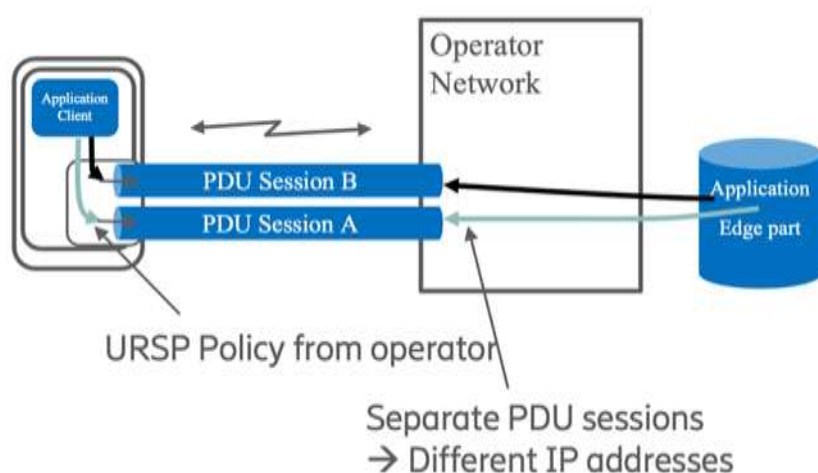 Operator
Network
Application
Client
PDU Session B
PDU Session A
Application
Edge part
URSP Policy from operator
Separate PDU sessions
→ Different IP addresses